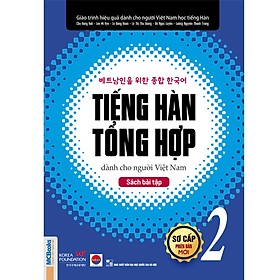 Giáo trình hiệu quả dành cho người Việt Nam học tiếng Hàn
베트남인을 위한 종합 한국어
TIẾNG HÀN
TỔNG HỢP
dành cho người Việt Nam
Sách bài tập
SƠ CẤP
PHIÊN BẢN
MỚI
2
MCBooks
KOREA
FOUNDATION